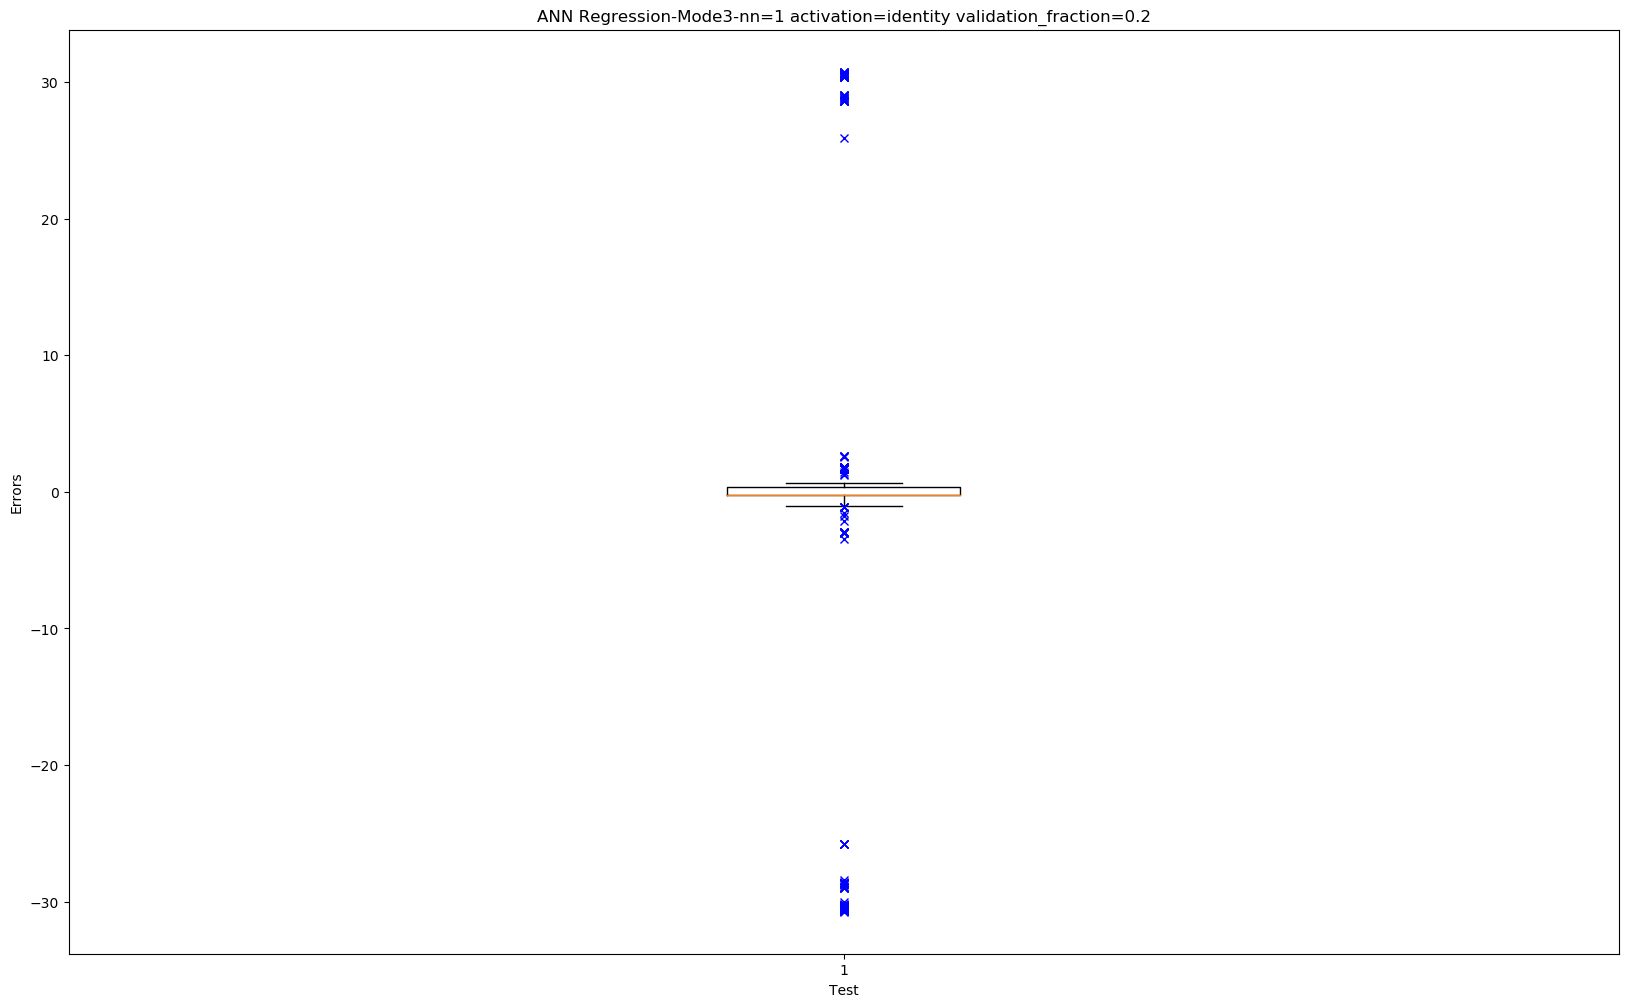 ANN Regression-Mode3-nn=1 activation=identity validation_fraction=0.2
30
20
10
0
−10
−20
−30
Errors
1
Test